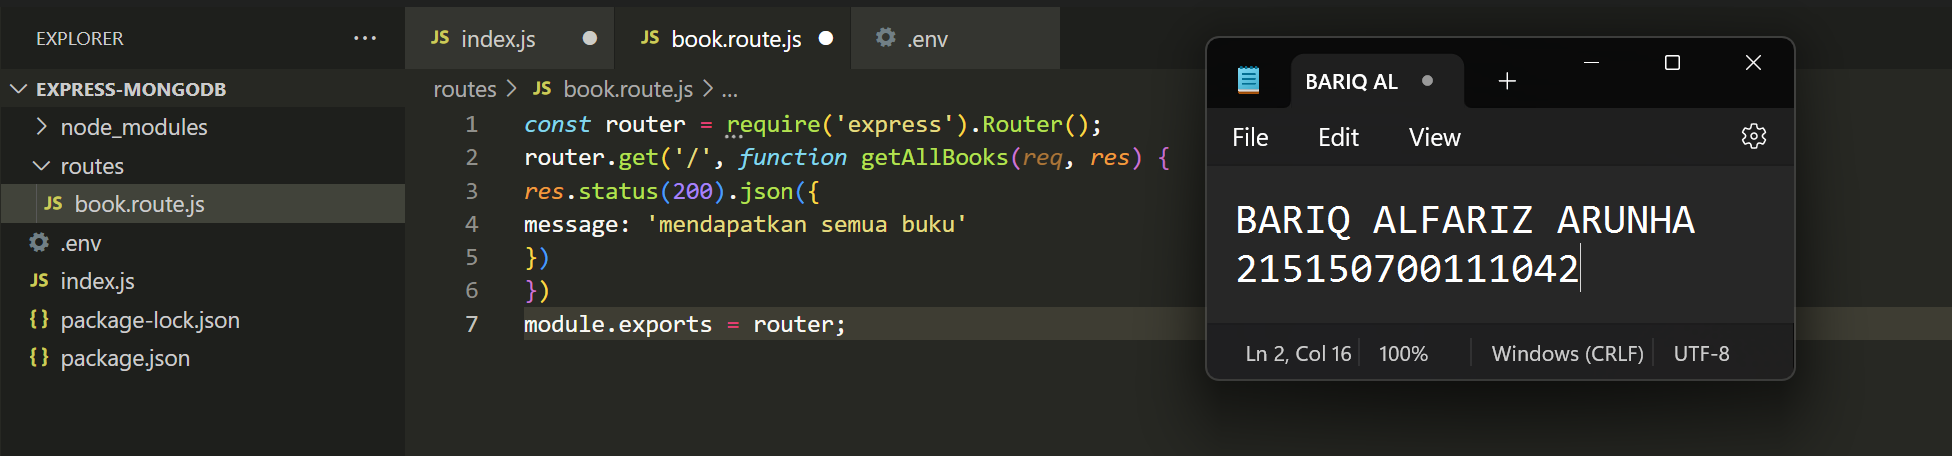 EXPLORER ...
EXPRESS-MONGODB
node_modules
routes
JS book.route.js
.env
JS index.js
{} package-lock.json
{} package.json
JS index.js
JS book.route.js
.env
routes > JS book.route.js > ...
1 const router = require('express').Router();
2 router.get('/', function getAllBooks(req, res) {
3 res.status(200).json({
4 message: 'mendapatkan semua buku'
5 })
6 })
7 module.exports = router;
BARIQ AL
File Edit View
BARIQ ALFARIZ ARUNHA
215150700111042
Ln 2, Col 16 100% Windows (CRLF) UTF-8